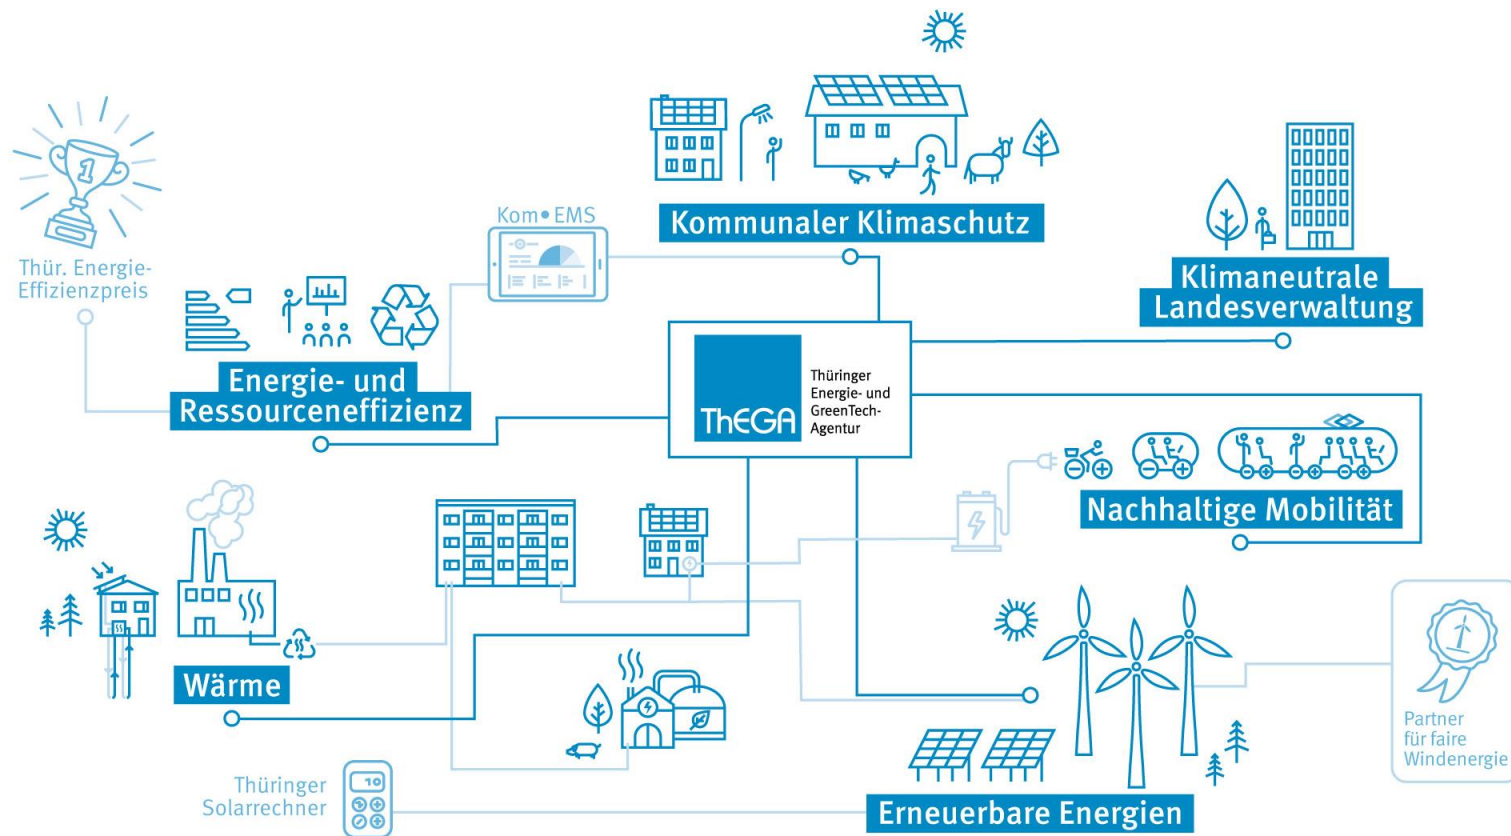 Kommunaler Klimaschutz
Kom•EMS
Thür. Energie-
Effizienzpreis
1
Klimaneutrale
Landesverwaltung
Energie- und
Ressourceneffizienz
ThEGA
Thüringer
Energie- und
GreenTech-
Agentur
Nachhaltige Mobilität
Wärme
Partner
für faire
Windenergie
Thüringer
Solarrechner
10
Erneuerbare Energien